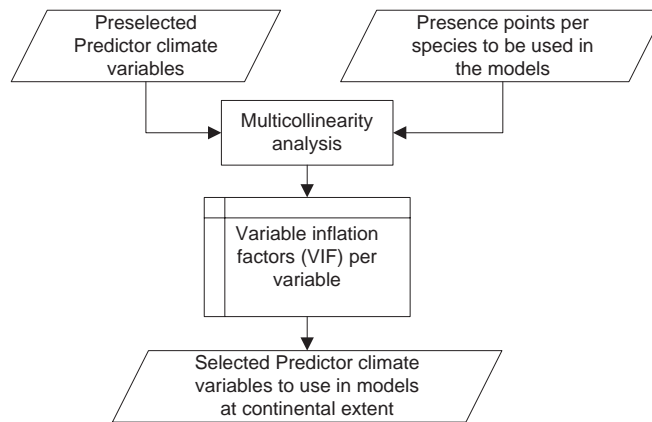 Preselected
Predictor climate
variables
Presence points per
species to be used in
the models
Multicollinearity
analysis
Variable inflation
factors (VIF) per
variable
Selected Predictor climate
variables to use in models
at continental extent